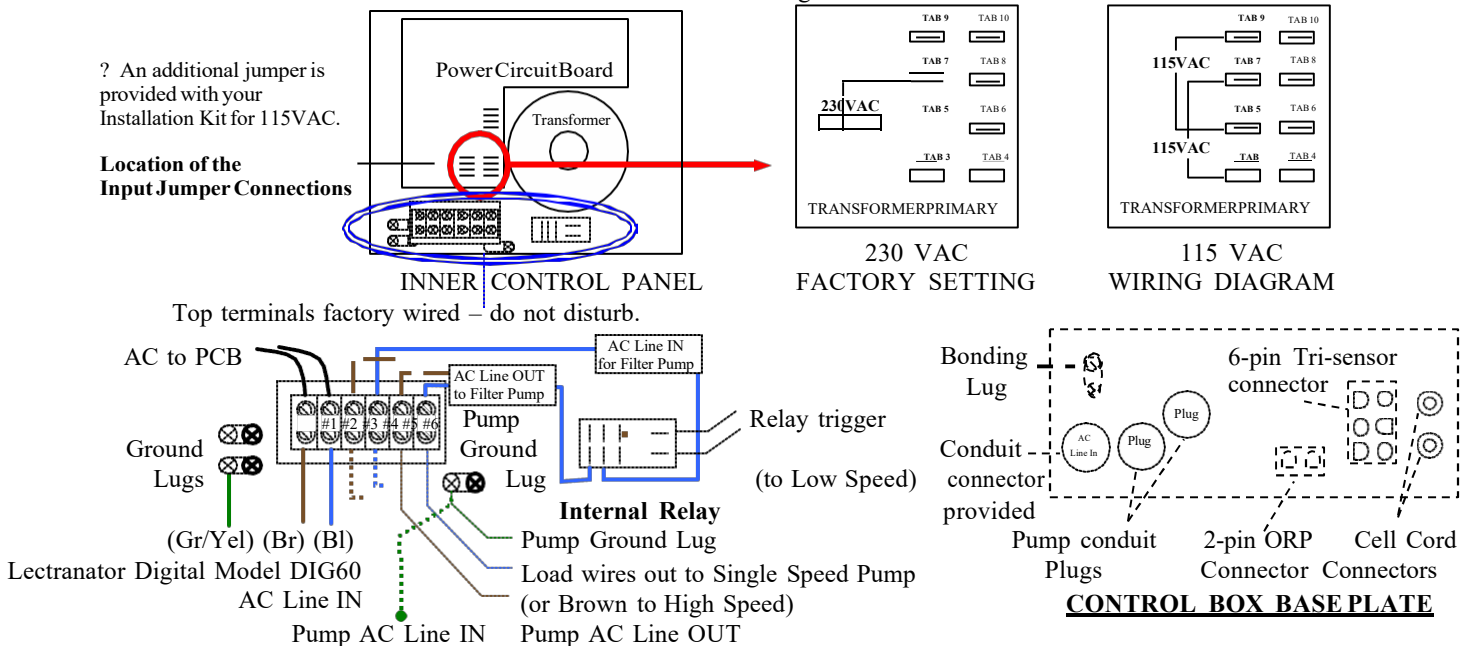 ? An additional jumper is
provided with your
Installation Kit for 115VAC.
Location of the
Input Jumper Connections
Power Circuit Board
Transformer
INNER CONTROL PANEL
TAB 9 TAB 10
TAB 7 TAB 8
230VAC
TAB 5 TAB 6
TAB 3 TAB 4
TRANSFORMERPRIMARY
230 VAC
FACTORY SETTING
TAB 9 TAB 10
115VAC TAB 7 TAB 8
TAB 5 TAB 6
115VAC
TAB TAB 4
TRANSFORMERPRIMARY
115 VAC
WIRING DIAGRAM
Top terminals factory wired – do not disturb.
AC to PCB
AC Line IN
for Filter Pump
AC Line OUT
to Filter Pump
#1 #2 #3 #4 #5 #6
Ground
Lugs
Pump
Ground
Lug
Relay trigger
(to Low Speed)
Internal Relay
(Gr/Yel) (Br) (Bl)
Lectranator Digital Model DIG60
AC Line IN
Pump AC Line IN
Pump Ground Lug
Load wires out to Single Speed Pump
(or Brown to High Speed)
Pump AC Line OUT
Bonding
Lug
6-pin Tri-sensor
connector
Plug
Plug
AC
Line In
Conduit
connector
provided
Pump conduit
Plugs
2-pin ORP
Connector
Cell Cord
Connectors
CONTROL BOX BASE PLATE